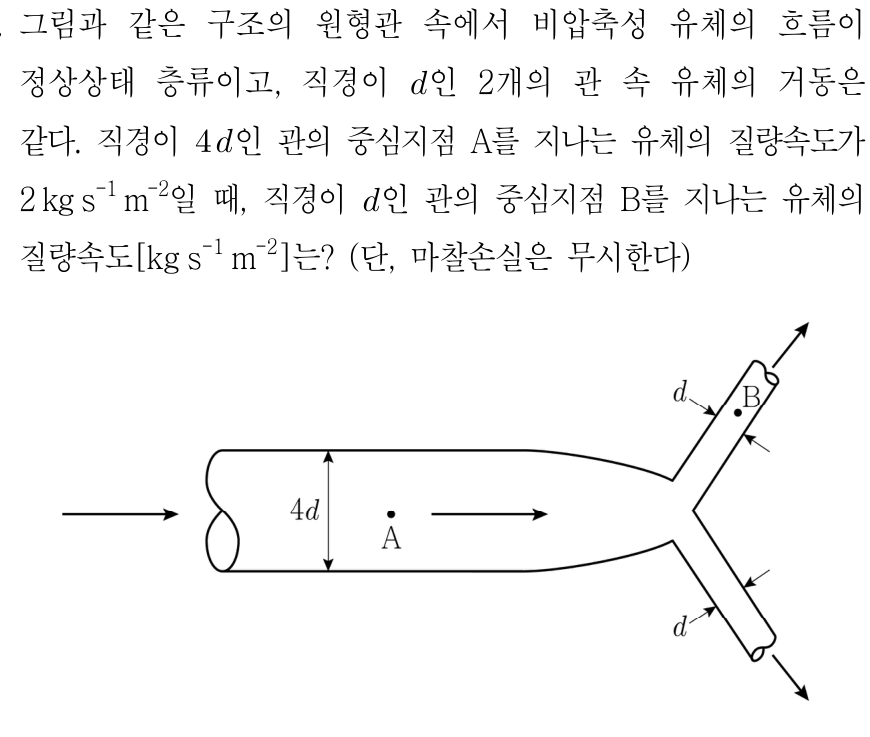 . 그림과 같은 구조의 원형관 속에서 비압축성 유체의 흐름이
정상상태 층류이고, 직경이 d인 2개의 관 속 유체의 거동은
같다. 직경이 4d인 관의 중심지점 A를 지나는 유체의 질량속도가
2 kg s⁻¹ m⁻²일 때, 직경이 d인 관의 중심지점 B를 지나는 유체의
질량속도[kg s⁻¹ m⁻²]는? (단, 마찰손실은 무시한다)
d
B
4d
A
d